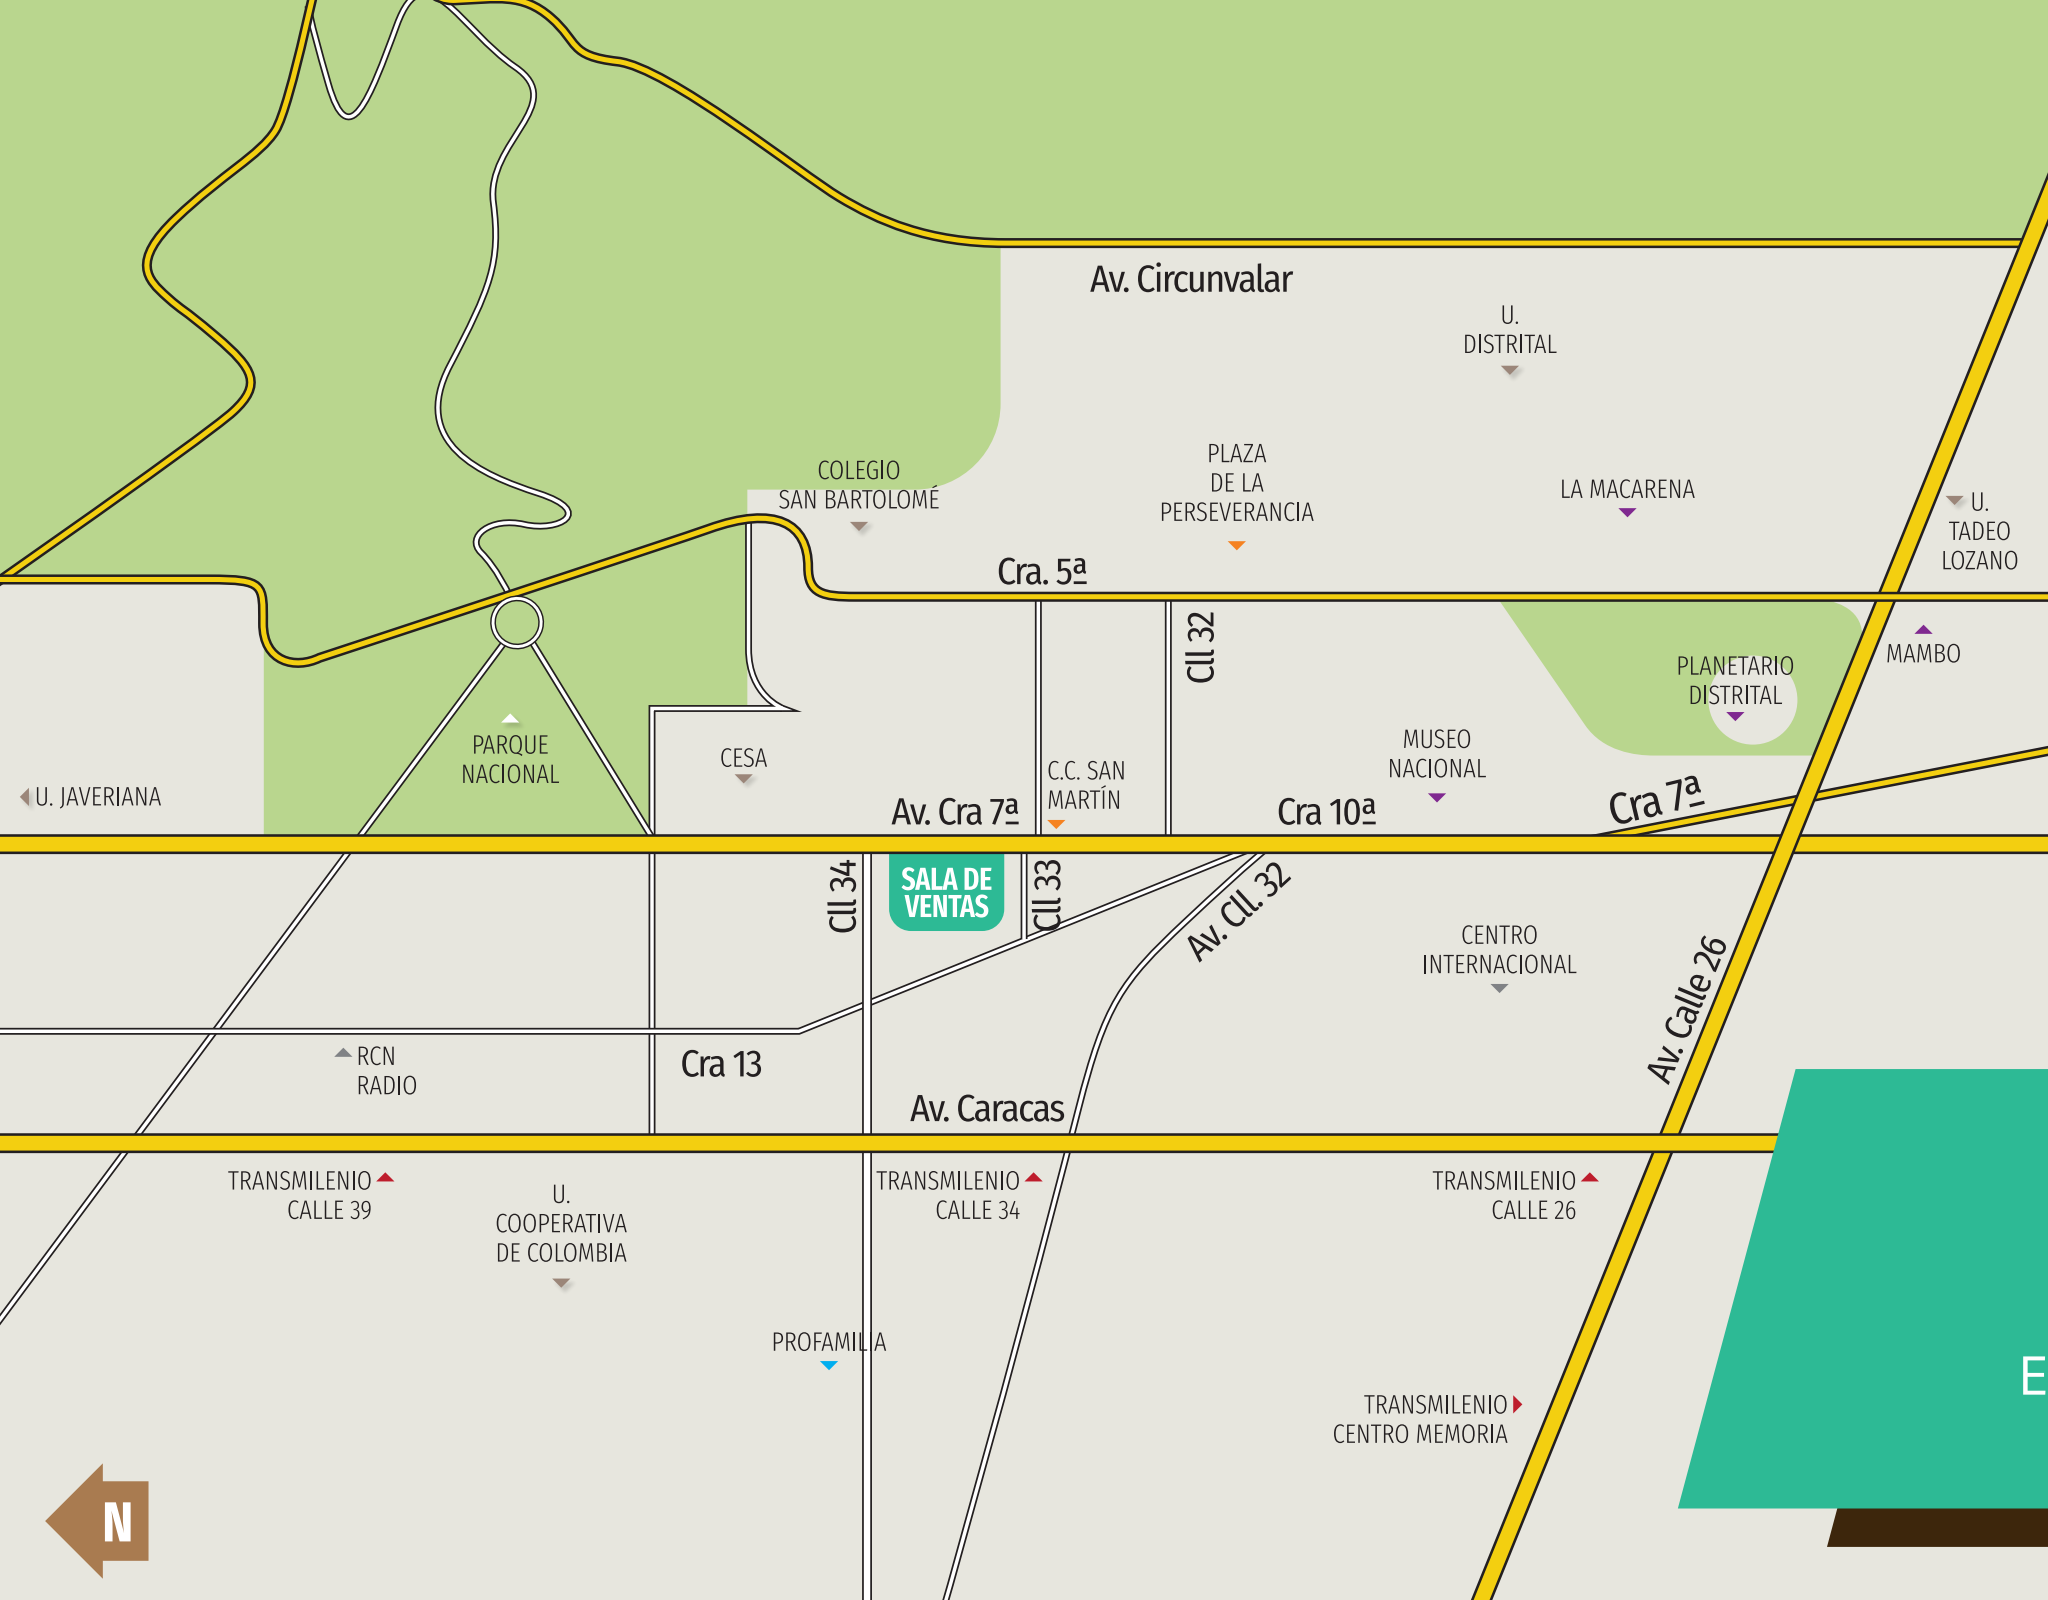 Av. Circunvalar
U.
DISTRITAL
COLEGIO
SAN BARTOLOMÉ
PLAZA
DE LA
PERSEVERANCIA
LA MACARENA
U.
TADEO
LOZANO
Cra. 5ª
Cll 32
MAMBO
PLANETARIO
DISTRITAL
PARQUE
NACIONAL
CESA
C.C. SAN
MARTÍN
MUSEO
NACIONAL
U. JAVERIANA
Av. Cra 7ª
Cra 10ª
Cra 7ª
Cll 34
SALA DE
VENTAS
Cll 33
Av. Cll. 32
CENTRO
INTERNACIONAL
Av. Calle 26
RCN
RADIO
Cra 13
Av. Caracas
TRANSMILENIO
CALLE 39
U.
COOPERATIVA
DE COLOMBIA
TRANSMILENIO
CALLE 34
TRANSMILENIO
CALLE 26
PROFAMILIA
TRANSMILENIO
CENTRO MEMORIA
E
N